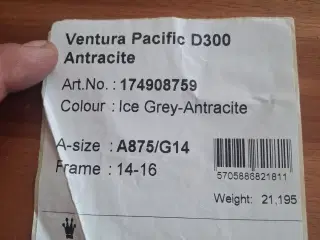 Ventura Pacific D300
Antracite
Art.No. : 174908759
Colour : Ice Grey-Antracite
A-size : A875/G14
Frame : 14-16
5705886821811
Weight: 21,195